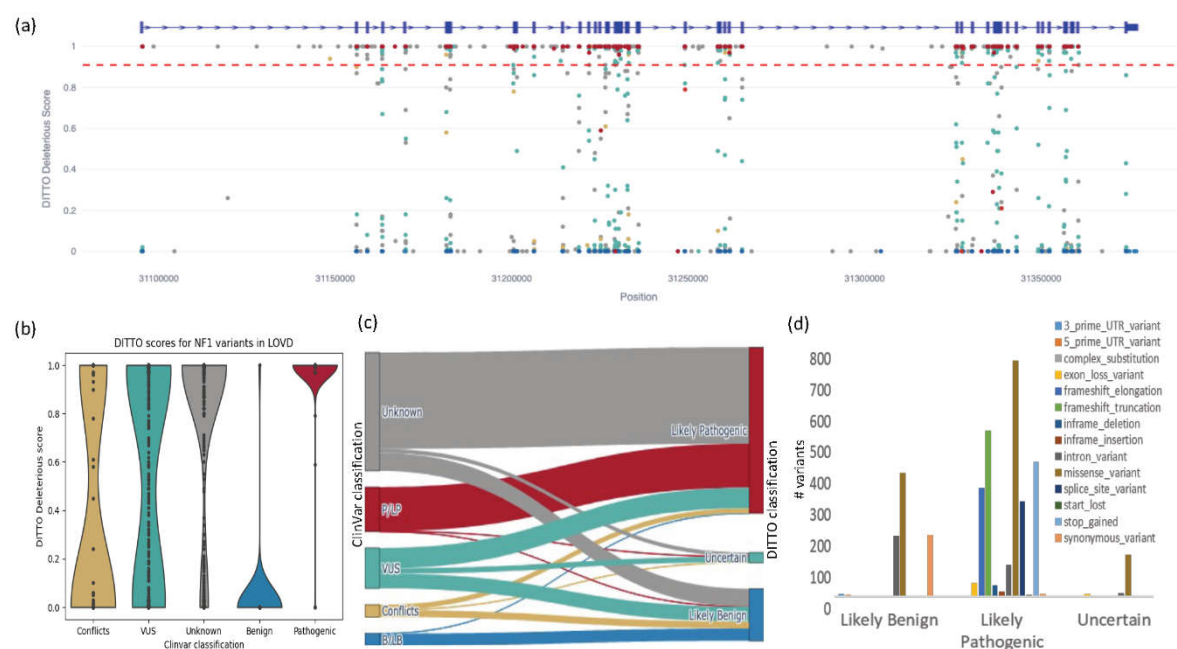 (a)
1
0.8
0.6
0.4
0.2
0
DITTO Deleterious Score
31100000
31150000
31200000
31250000
31300000
31350000
Position
(b)
DITTO scores for NF1 variants in LOVD
1.0
0.8
0.6
0.4
0.2
0.0
DITTO Deleterious score
Conflicts
VUS
Unknown
Benign
Pathogenic
Clinvar classification
(c)
ClinVar classification
Unknown
P/LP
VUS
Conflicts
B/LB
Likely Pathogenic
Uncertain
Likely Benign
DITTO classification
(d)
# variants
800
700
600
500
400
300
200
100
0
Likely Benign
Likely
Pathogenic
Uncertain
3_prime_UTR_variant
5_prime_UTR_variant
complex_substitution
exon_loss_variant
frameshift_elongation
frameshift_truncation
inframe_deletion
inframe_insertion
intron_variant
missense_variant
splice_site_variant
start_lost
stop_gained
synonymous_variant